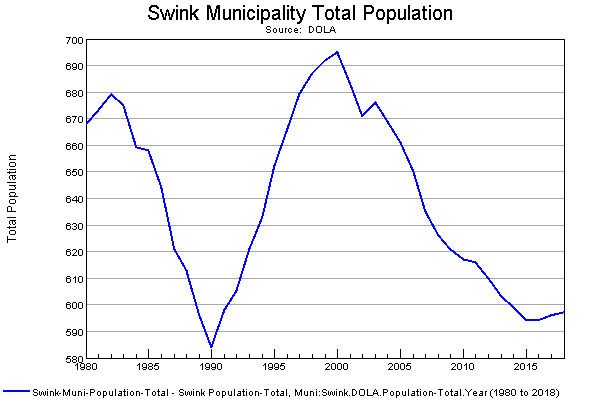 Swink Municipality Total Population
Source: DOLA
Total Population
700
690
680
670
660
650
640
630
620
610
600
590
580
1980 1985 1990 1995 2000 2005 2010 2015
Swink-Muni-Population-Total - Swink Population-Total, Muni:Swink.DOLA.Population-Total.Year (1980 to 2018)